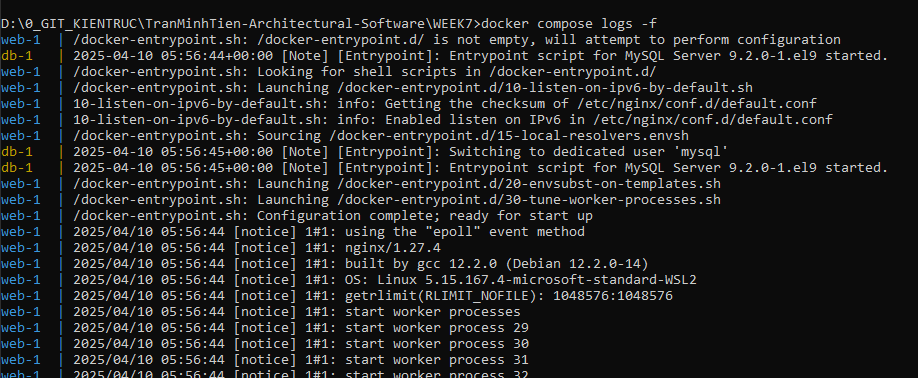 D:\0_GIT_KIENTRUC\TranMinhTien-Architectural-Software\WEEK7>docker compose logs -f
web-1  | /docker-entrypoint.sh: /docker-entrypoint.d/ is not empty, will attempt to perform configuration
db-1   | 2025-04-10 05:56:44+00:00 [Note] [Entrypoint]: Entrypoint script for MySQL Server 9.2.0-1.el9 started.
web-1  | /docker-entrypoint.sh: Looking for shell scripts in /docker-entrypoint.d/
web-1  | /docker-entrypoint.sh: Launching /docker-entrypoint.d/10-listen-on-ipv6-by-default.sh
web-1  | 10-listen-on-ipv6-by-default.sh: info: Getting the checksum of /etc/nginx/conf.d/default.conf
web-1  | 10-listen-on-ipv6-by-default.sh: info: Enabled listen on IPv6 in /etc/nginx/conf.d/default.conf
web-1  | /docker-entrypoint.sh: Sourcing /docker-entrypoint.d/15-local-resolvers.envsh
db-1   | 2025-04-10 05:56:45+00:00 [Note] [Entrypoint]: Switching to dedicated user 'mysql'
db-1   | 2025-04-10 05:56:45+00:00 [Note] [Entrypoint]: Entrypoint script for MySQL Server 9.2.0-1.el9 started.
web-1  | /docker-entrypoint.sh: Launching /docker-entrypoint.d/20-envsubst-on-templates.sh
web-1  | /docker-entrypoint.sh: Launching /docker-entrypoint.d/30-tune-worker-processes.sh
web-1  | /docker-entrypoint.sh: Configuration complete; ready for start up
web-1  | 2025/04/10 05:56:44 [notice] 1#1: using the "epoll" event method
web-1  | 2025/04/10 05:56:44 [notice] 1#1: nginx/1.27.4
web-1  | 2025/04/10 05:56:44 [notice] 1#1: built by gcc 12.2.0 (Debian 12.2.0-14)
web-1  | 2025/04/10 05:56:44 [notice] 1#1: OS: Linux 5.15.167.4-microsoft-standard-WSL2
web-1  | 2025/04/10 05:56:44 [notice] 1#1: getrlimit(RLIMIT_NOFILE): 1048576:1048576
web-1  | 2025/04/10 05:56:44 [notice] 1#1: start worker processes
web-1  | 2025/04/10 05:56:44 [notice] 1#1: start worker process 29
web-1  | 2025/04/10 05:56:44 [notice] 1#1: start worker process 30
web-1  | 2025/04/10 05:56:44 [notice] 1#1: start worker process 31
web-1  | 2025/04/10 05:56:44 [notice] 1#1: start worker process 32